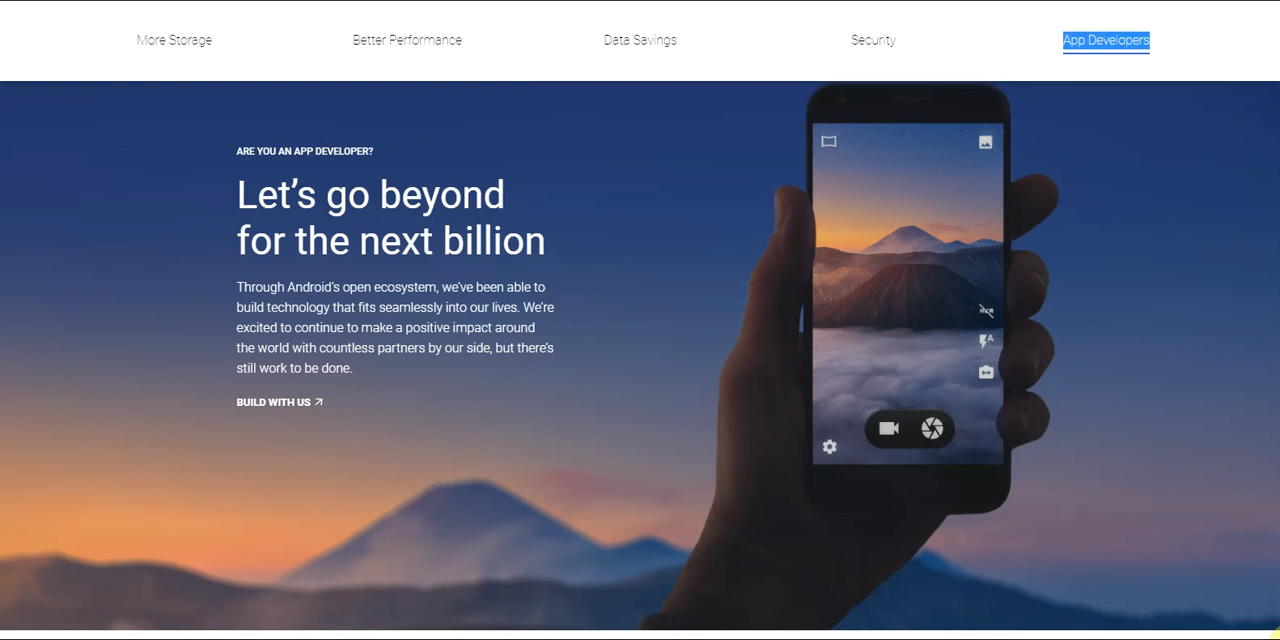 More Storage
Better Performance
Data Savings
Security
App Developers
ARE YOU AN APP DEVELOPER?
Let’s go beyond
for the next billion
Through Android’s open ecosystem, we’ve been able to
build technology that fits seamlessly into our lives. We’re
excited to continue to make a positive impact around
the world with countless partners by our side, but there’s
still work to be done.
BUILD WITH US